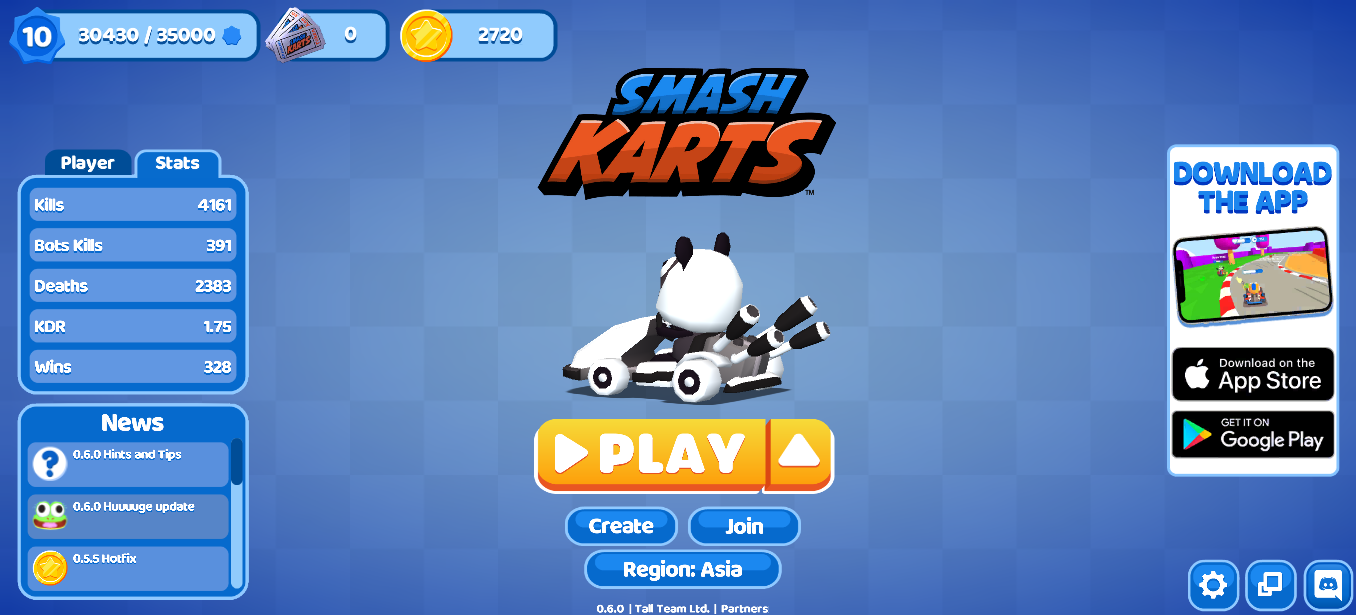 10
30430 / 35000
KARTS
0
2720
SMASH
KARTS
TM
Player
Stats
Kills 4161
Bots Kills 391
Deaths 2383
KDR 1.75
Wins 328
News
0.6.0 Hints and Tips
0.6.0 Huuuuge update
0.5.5 Hotfix
PLAY
Create
Join
Region: Asia
0.6.0 | Tall Team Ltd. | Partners
DOWNLOAD
THE APP
Download on the
App Store
GET IT ON
Google Play